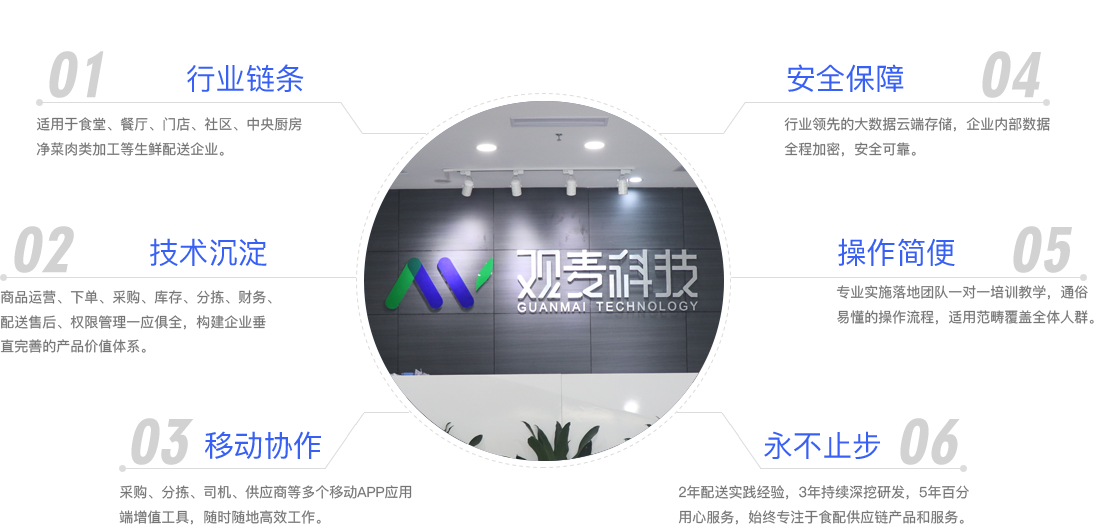 01
行业链条
适用于食堂、餐厅、门店、社区、中央厨房
净菜肉类加工等生鲜配送企业。
02
技术沉淀
商品运营、下单、采购、库存、分拣、财务、
配送售后、权限管理一应俱全，构建企业垂
直完善的产品价值体系。
03
移动协作
采购、分拣、司机、供应商等多个移动APP应用
端增值工具，随时随地高效工作。
观麦科技
GUANMAI TECHNOLOGY
04
安全保障
行业领先的大数据云端存储，企业内部数据
全程加密，安全可靠。
05
操作简便
专业实施落地团队一对一培训教学，通俗
易懂的操作流程，适用范畴覆盖全体人群。
06
永不止步
2年配送实践经验，3年持续深挖研发，5年百分
用心服务，始终专注于食配供应链产品和服务。